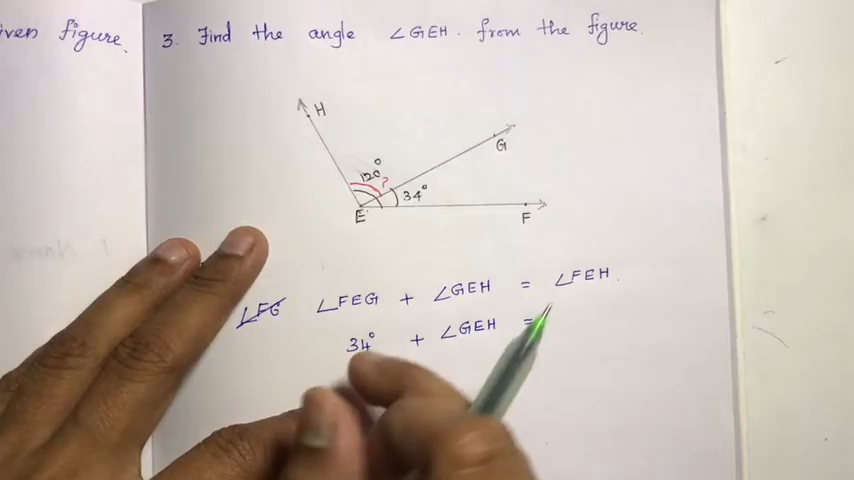 iven figure.
3. Find the angle ∠GEH. from the figure.
H
120°
?
G
34°
E
F
∠FG ∠FEG + ∠GEH = ∠FEH.
34° + ∠GEH =